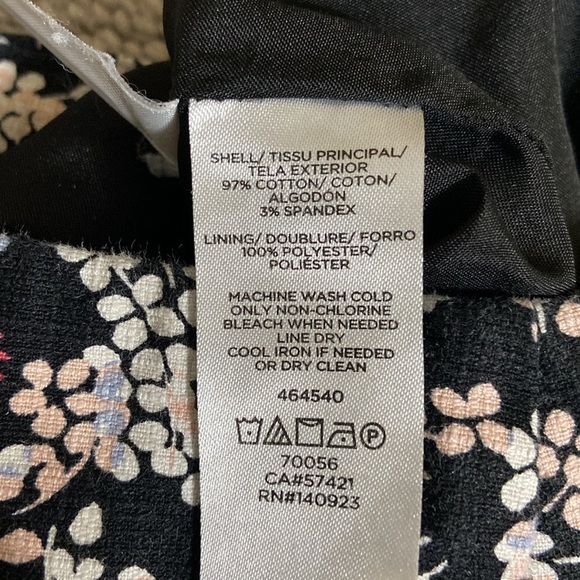 SHELL/ TISSU PRINCIPAL/
TELA EXTERIOR
97% COTTON/ COTON/
ALGODÓN
3% SPANDEX
LINING/ DOUBLURE/ FORRO
100% POLYESTER/
POLIÉSTER
MACHINE WASH COLD
ONLY NON-CHLORINE
BLEACH WHEN NEEDED
LINE DRY
COOL IRON IF NEEDED
OR DRY CLEAN
464540
P
70056
CA#57421
RN#140923